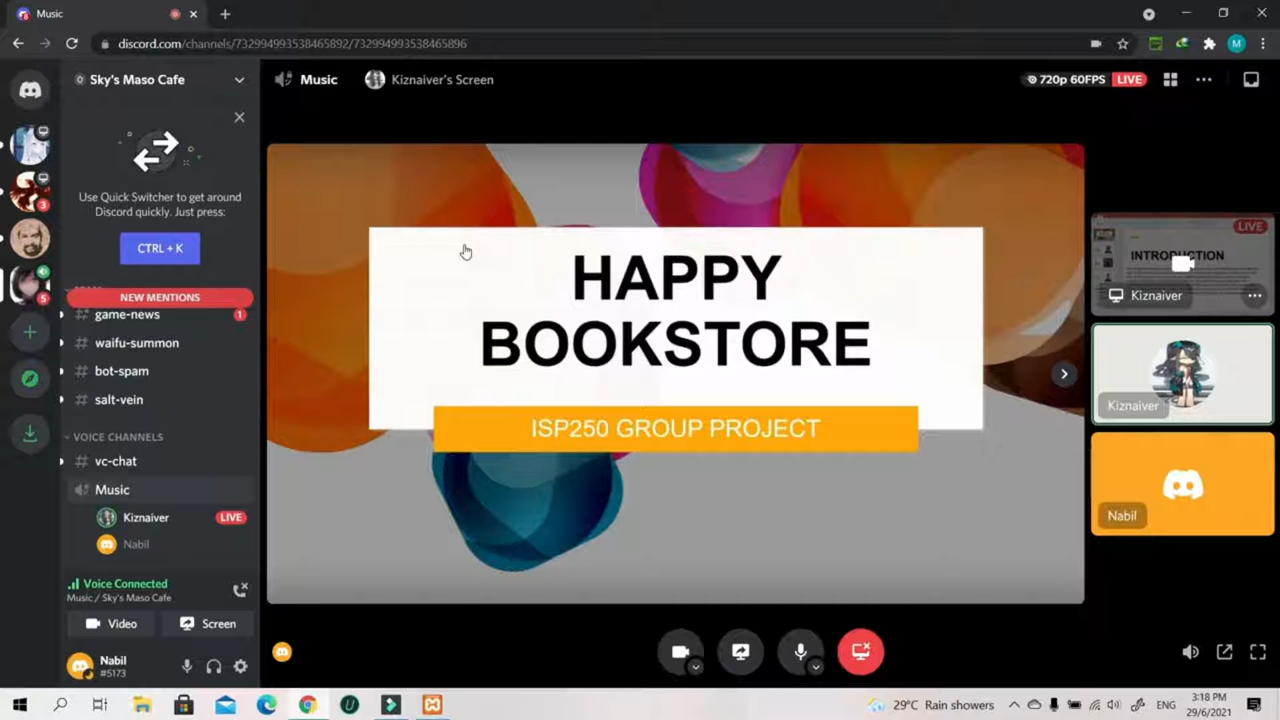 Music
discord.com/channels/732994993538465892/732994993538465896
M
Sky's Maso Cafe
Music
Kiznaiver's Screen
720p 60FPS
LIVE
Use Quick Switcher to get around
Discord quickly. Just press:
CTRL + K
NEW MENTIONS
game-news
1
waifu-summon
bot-spam
salt-vein
VOICE CHANNELS
vc-chat
Music
Kiznaiver
LIVE
Nabil
Voice Connected
Music / Sky's Maso Cafe
Video
Screen
Nabil
#5173
3
5
HAPPY
BOOKSTORE
ISP250 GROUP PROJECT
LIVE
INTRODUCTION
Kiznaiver
Kiznaiver
Nabil
29°C Rain showers
ENG
3:18 PM
29/6/2021